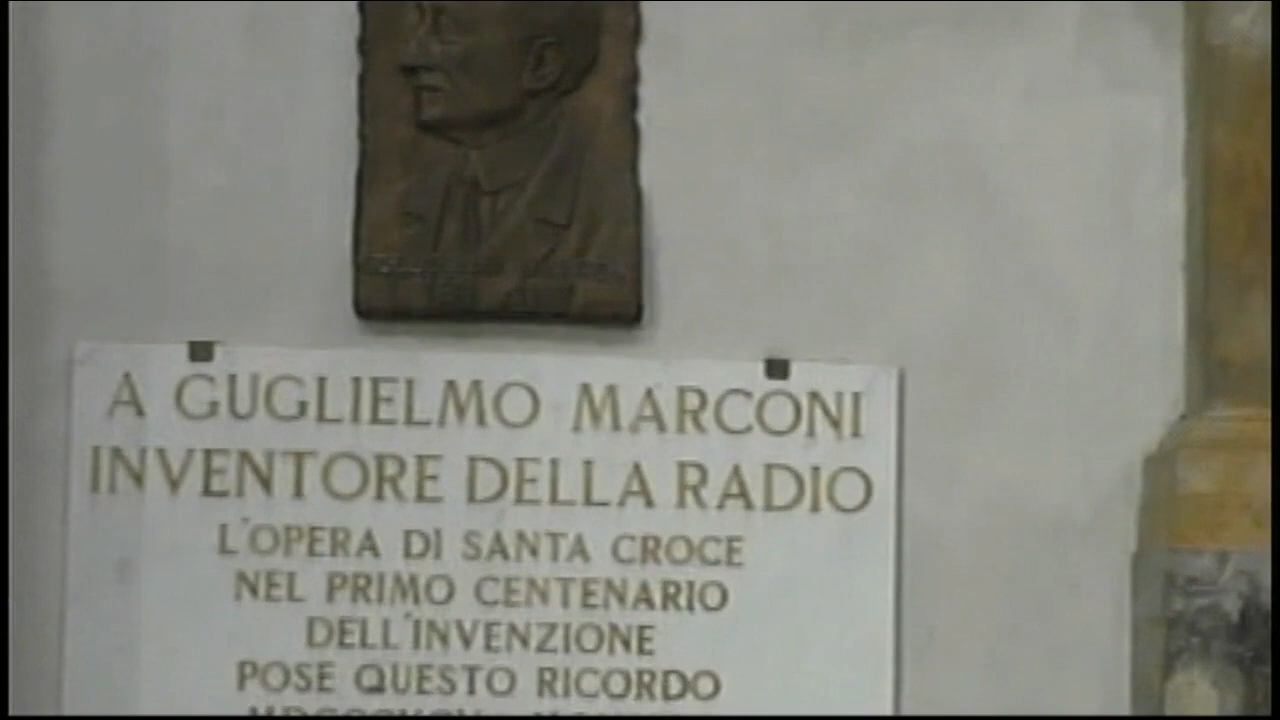 A GUGLIELMO MARCONI
INVENTORE DELLA RADIO
L'OPERA DI SANTA CROCE
NEL PRIMO CENTENARIO
DELL'INVENZIONE
POSE QUESTO RICORDO